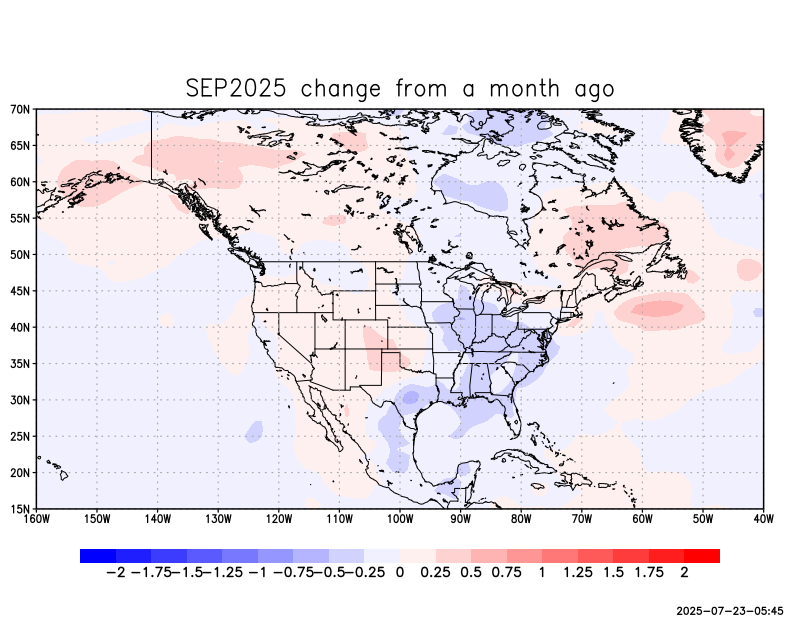 SEP2025 change from a month ago
70N
65N
60N
55N
50N
45N
40N
35N
30N
25N
20N
15N
160W 150W 140W 130W 120W 110W 100W 90W 80W 70W 60W 50W 40W
-2 -1.75 -1.5 -1.25 -1 -0.75 -0.5 -0.25 0 0.25 0.5 0.75 1 1.25 1.5 1.75 2
2025-07-23-05:45